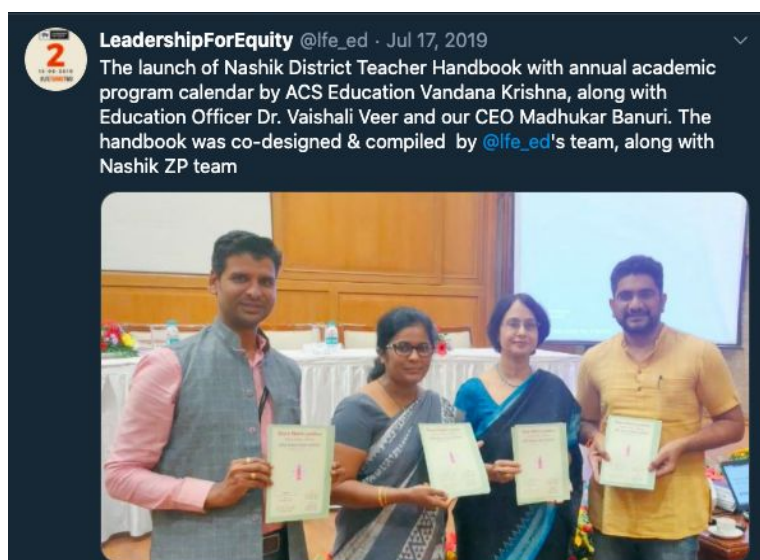 LeadershipForEquity @lfe_ed · Jul 17, 2019
The launch of Nashik District Teacher Handbook with annual academic
program calendar by ACS Education Vandana Krishna, along with
Education Officer Dr. Vaishali Veer and our CEO Madhukar Banuri. The
handbook was co-designed & compiled by @lfe_ed's team, along with
Nashik ZP team
2